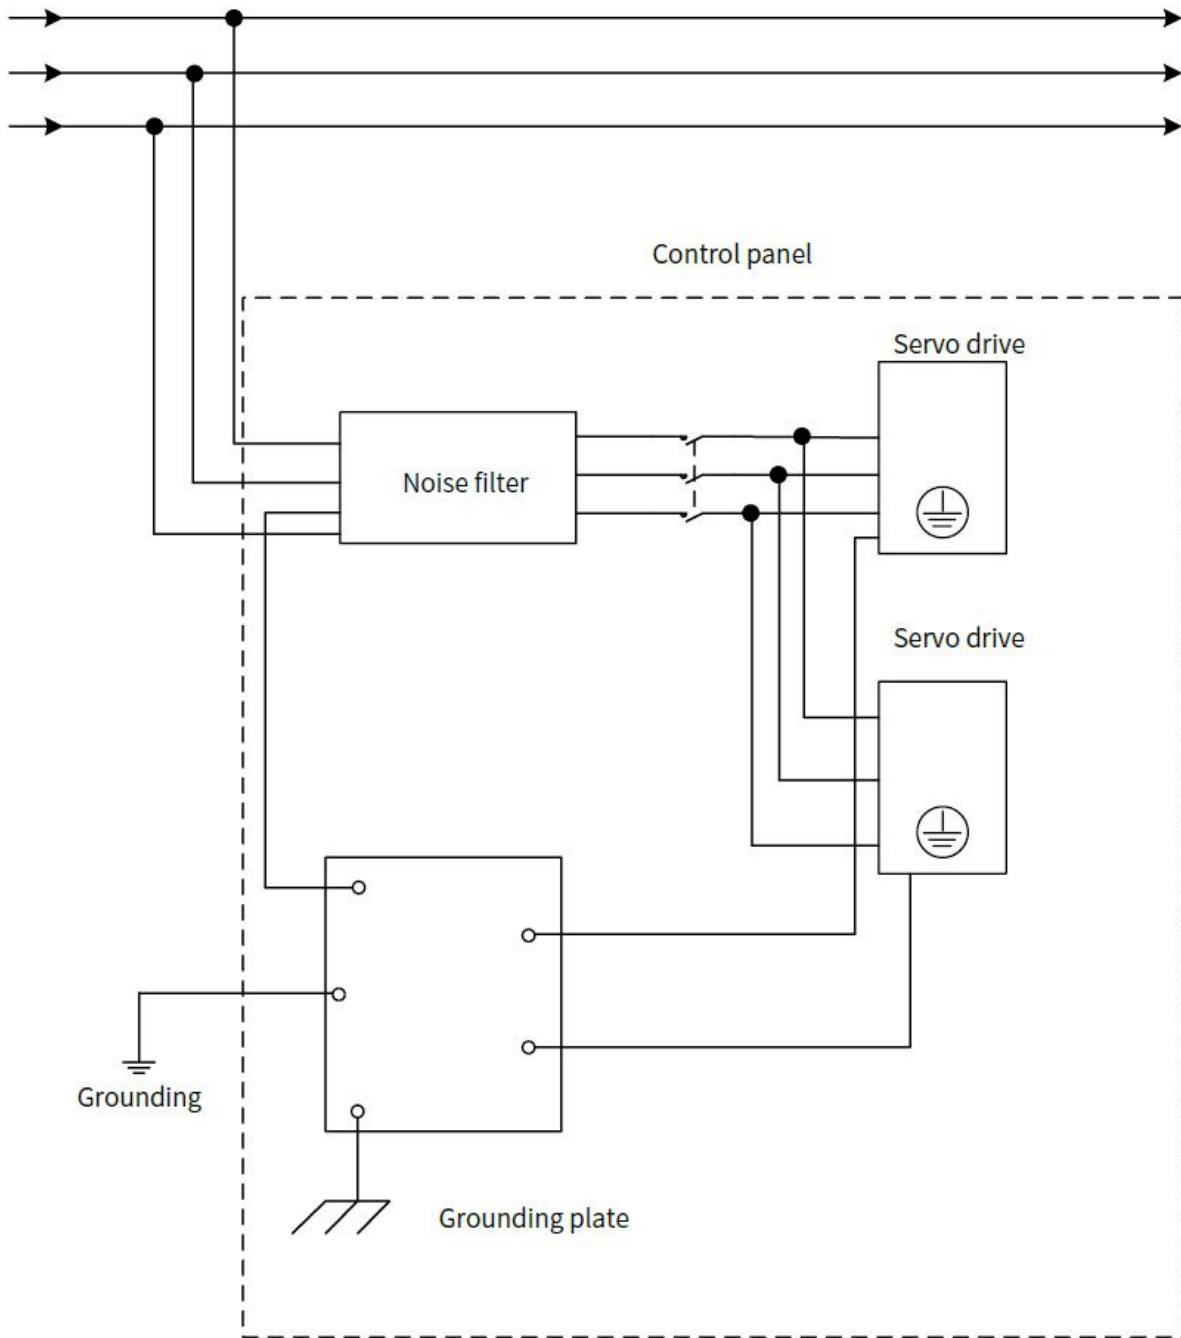 Control panel
Servo drive
Noise filter
Servo drive
Grounding
Grounding plate